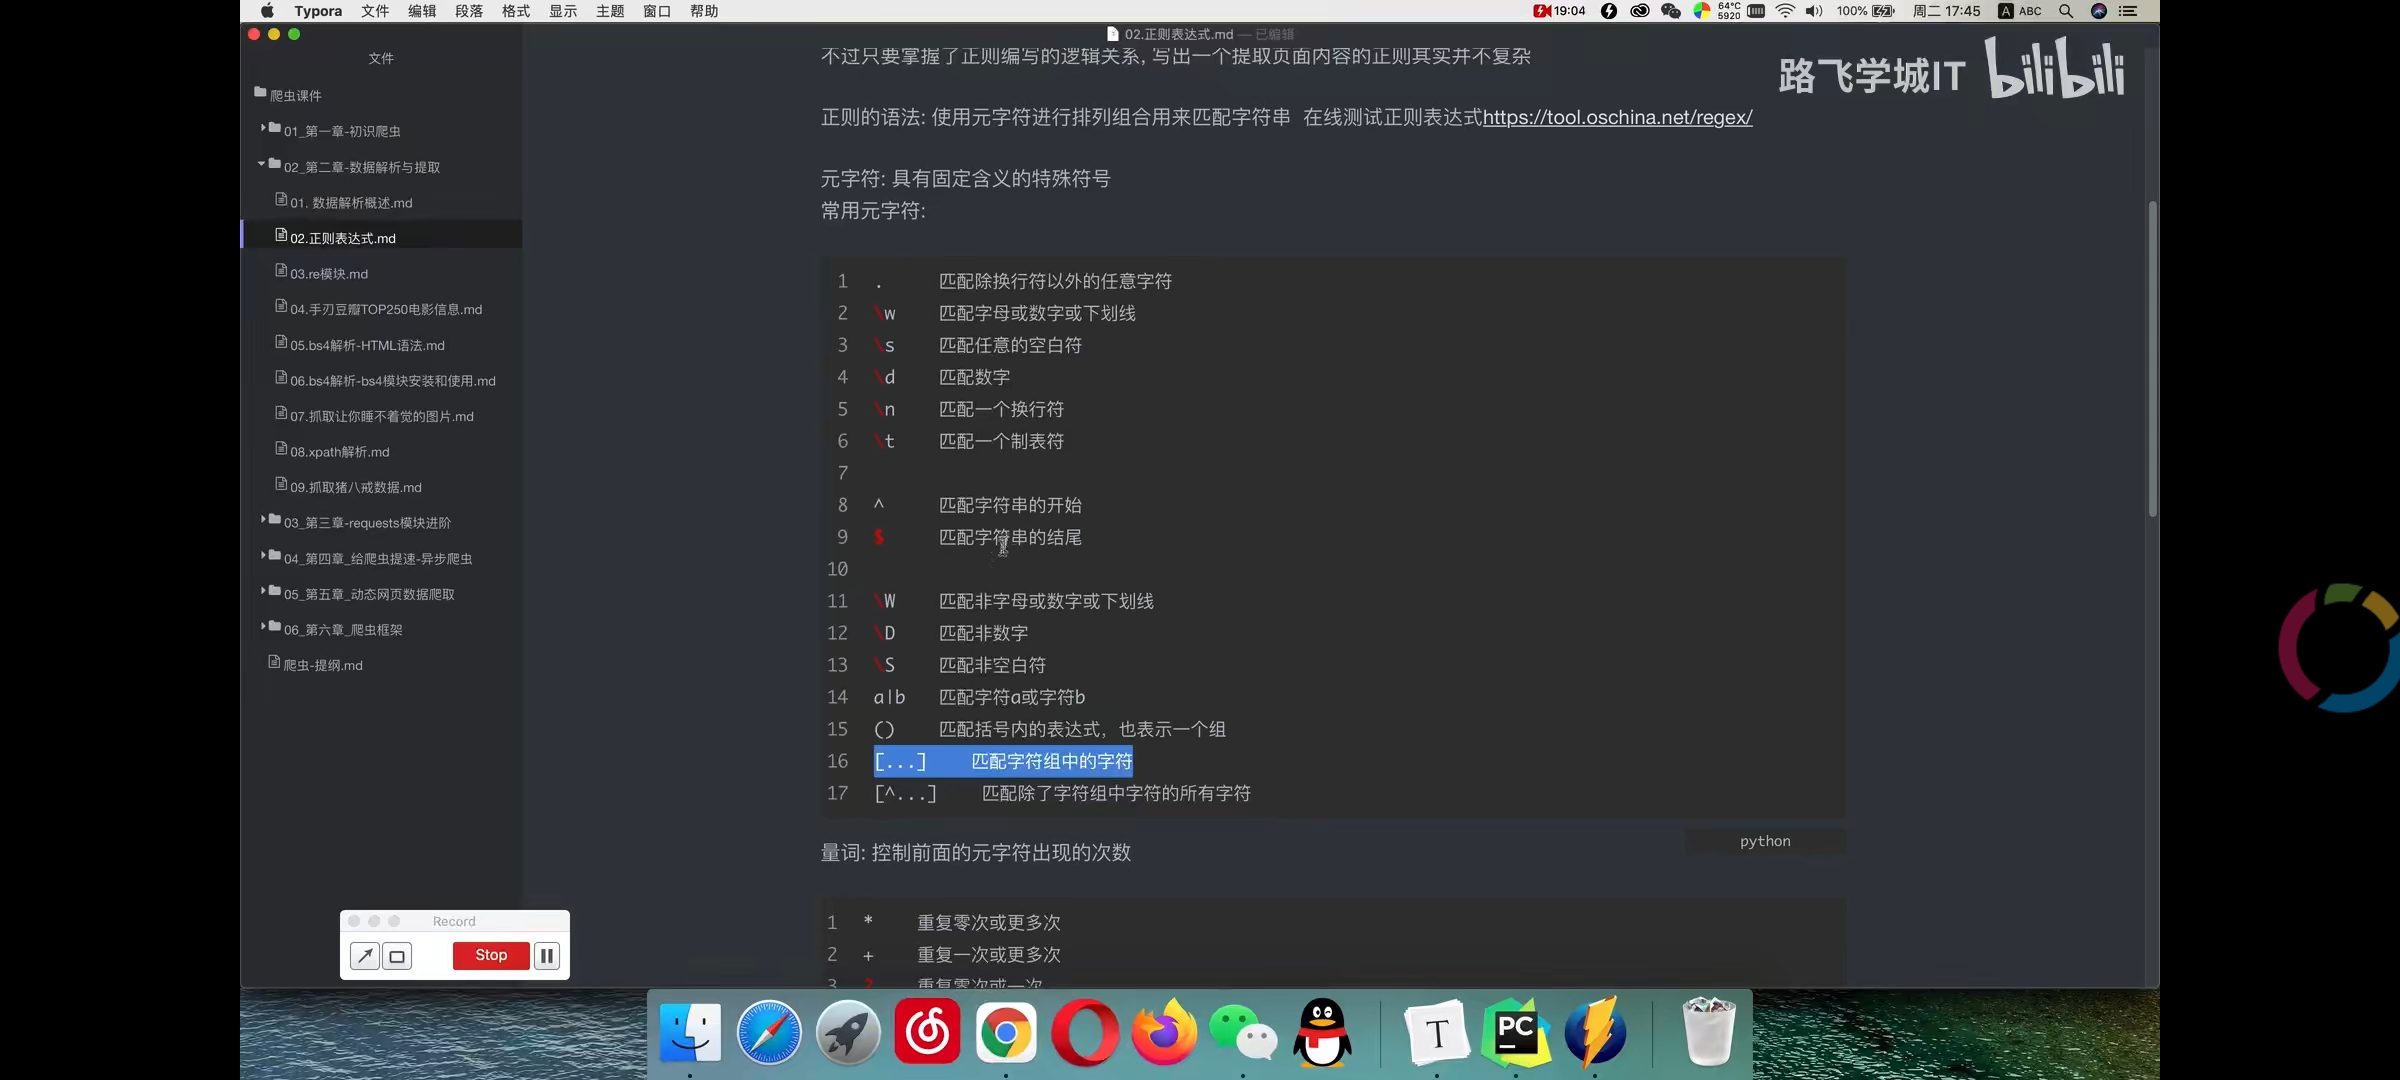 Typora 文件 编辑 段落 格式 显示 主题 窗口 帮助
19:04 64°C 5920 100% 周二 17:45 A ABC
02.正则表达式.md — 已编辑
文件
爬虫课件
01_第一章-初识爬虫
02_第二章-数据解析与提取
01. 数据解析概述.md
02.正则表达式.md
03.re模块.md
04.手刃豆瓣TOP250电影信息.md
05.bs4解析-HTML语法.md
06.bs4解析-bs4模块安装和使用.md
07.抓取让你睡不着觉的图片.md
08.xpath解析.md
09.抓取猪八戒数据.md
03_第三章-requests模块进阶
04_第四章_给爬虫提速-异步爬虫
05_第五章_动态网页数据爬取
06_第六章_爬虫框架
爬虫-提纲.md
不过只要掌握了正则编写的逻辑关系, 写出一个提取页面内容的正则其实并不复杂
路飞学城IT bilibili
正则的语法: 使用元字符进行排列组合用来匹配字符串 在线测试正则表达式https://tool.oschina.net/regex/
元字符: 具有固定含义的特殊符号
常用元字符:
1 . 匹配除换行符以外的任意字符
2 \w 匹配字母或数字或下划线
3 \s 匹配任意的空白符
4 \d 匹配数字
5 \n 匹配一个换行符
6 \t 匹配一个制表符
7
8 ^ 匹配字符串的开始
9 $ 匹配字符串的结尾
10
11 \W 匹配非字母或数字或下划线
12 \D 匹配非数字
13 \S 匹配非空白符
14 a|b 匹配字符a或字符b
15 () 匹配括号内的表达式，也表示一个组
16 [...] 匹配字符组中的字符
17 [^...] 匹配除了字符组中字符的所有字符
python
量词: 控制前面的元字符出现的次数
1 * 重复零次或更多次
2 + 重复一次或更多次
3 ? 重复零次或一次
Record
Stop
T
PC